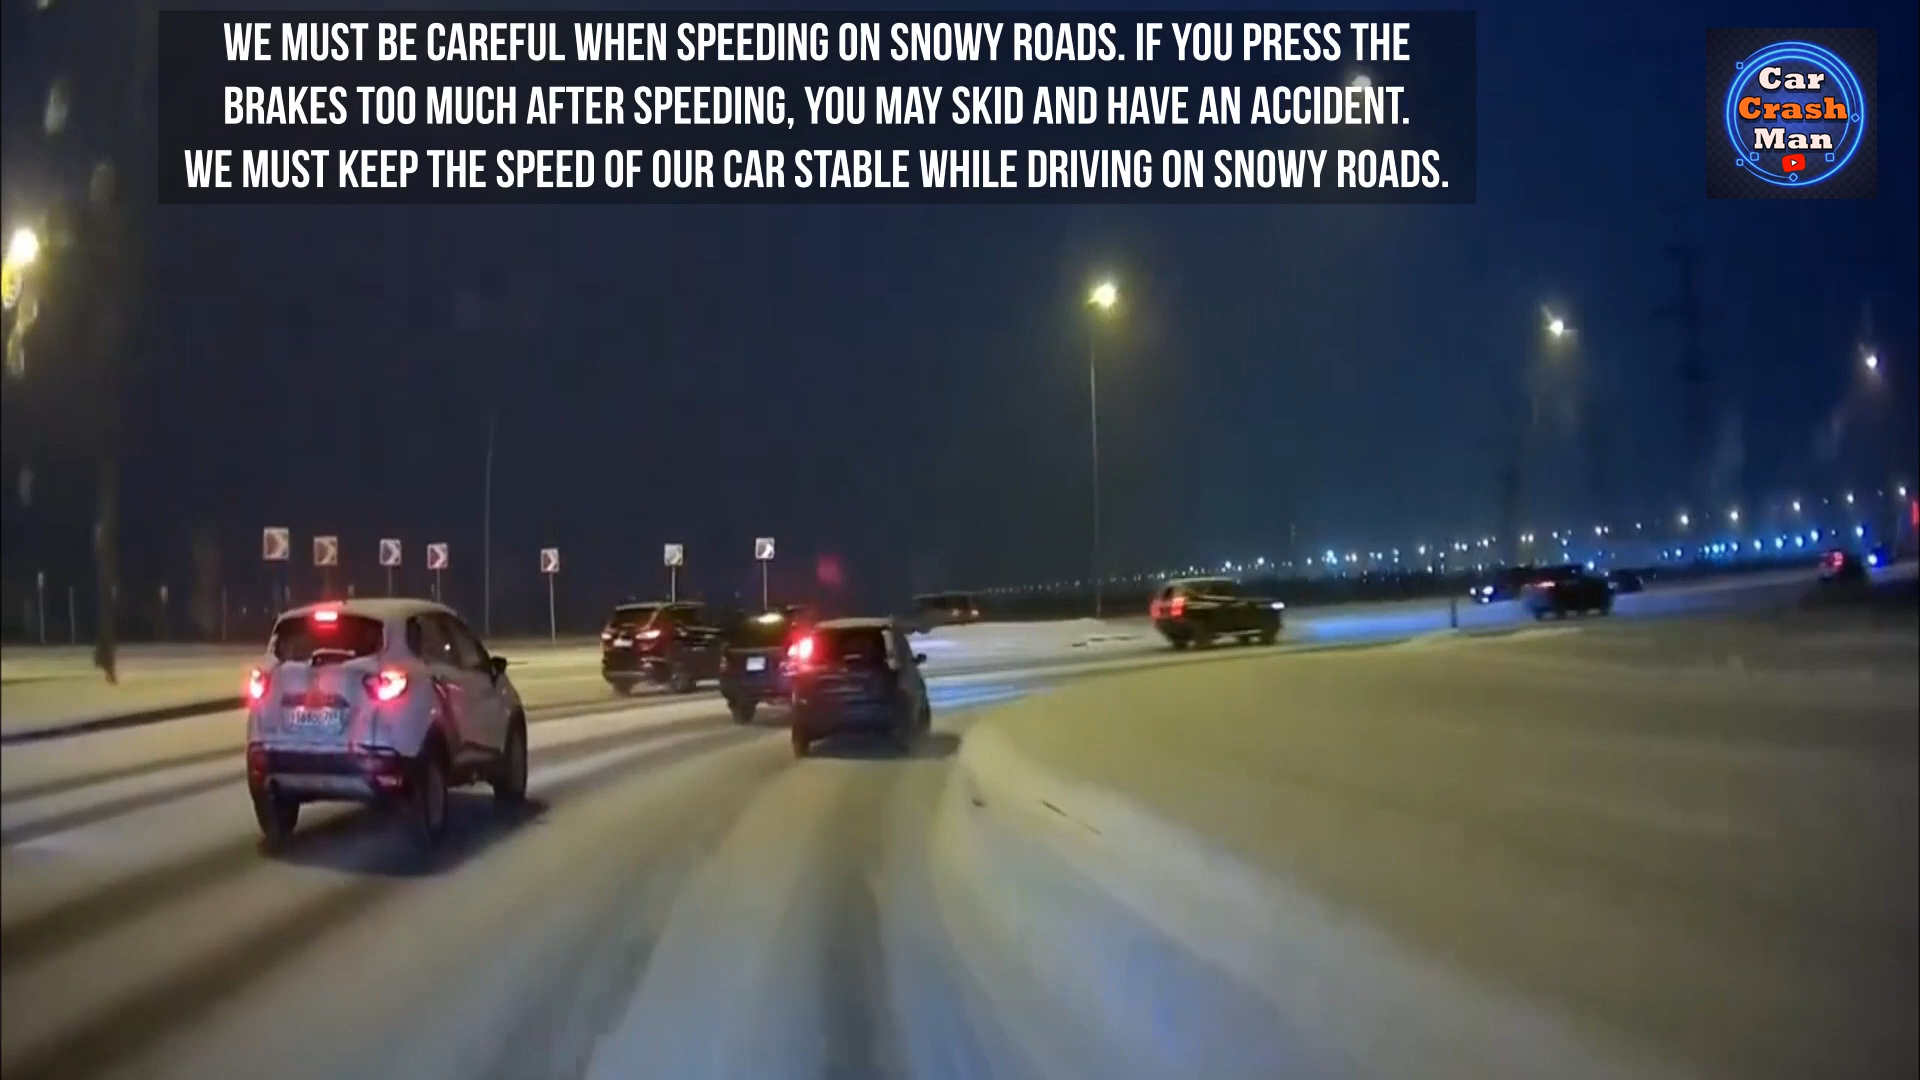 WE MUST BE CAREFUL WHEN SPEEDING ON SNOWY ROADS. IF YOU PRESS THE
BRAKES TOO MUCH AFTER SPEEDING, YOU MAY SKID AND HAVE AN ACCIDENT.
WE MUST KEEP THE SPEED OF OUR CAR STABLE WHILE DRIVING ON SNOWY ROADS.
Car
Crash
Man